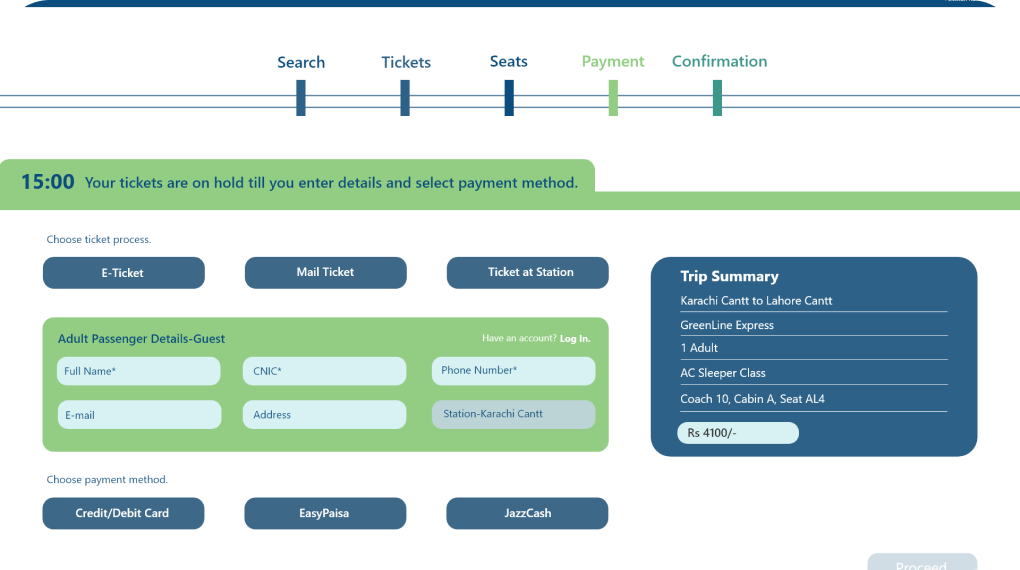 Search Tickets Seats Payment Confirmation
15:00 Your tickets are on hold till you enter details and select payment method.
Choose ticket process.
E-Ticket Mail Ticket Ticket at Station
Adult Passenger Details-Guest Have an account? Log In.
Full Name* CNIC* Phone Number*
E-mail Address Station-Karachi Cantt
Choose payment method.
Credit/Debit Card EasyPaisa JazzCash
Trip Summary
Karachi Cantt to Lahore Cantt
GreenLine Express
1 Adult
AC Sleeper Class
Coach 10, Cabin A, Seat AL4
Rs 4100/-
Proceed